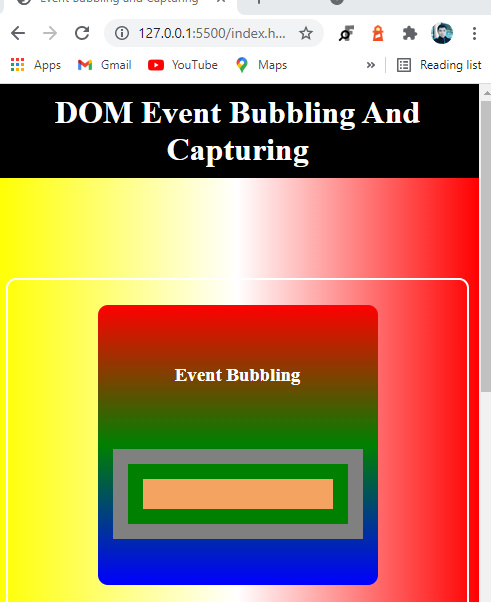 Event Bubbling and Capturing
127.0.0.1:5500/index.h...
Apps Gmail YouTube Maps » Reading list
DOM Event Bubbling And
Capturing
Event Bubbling